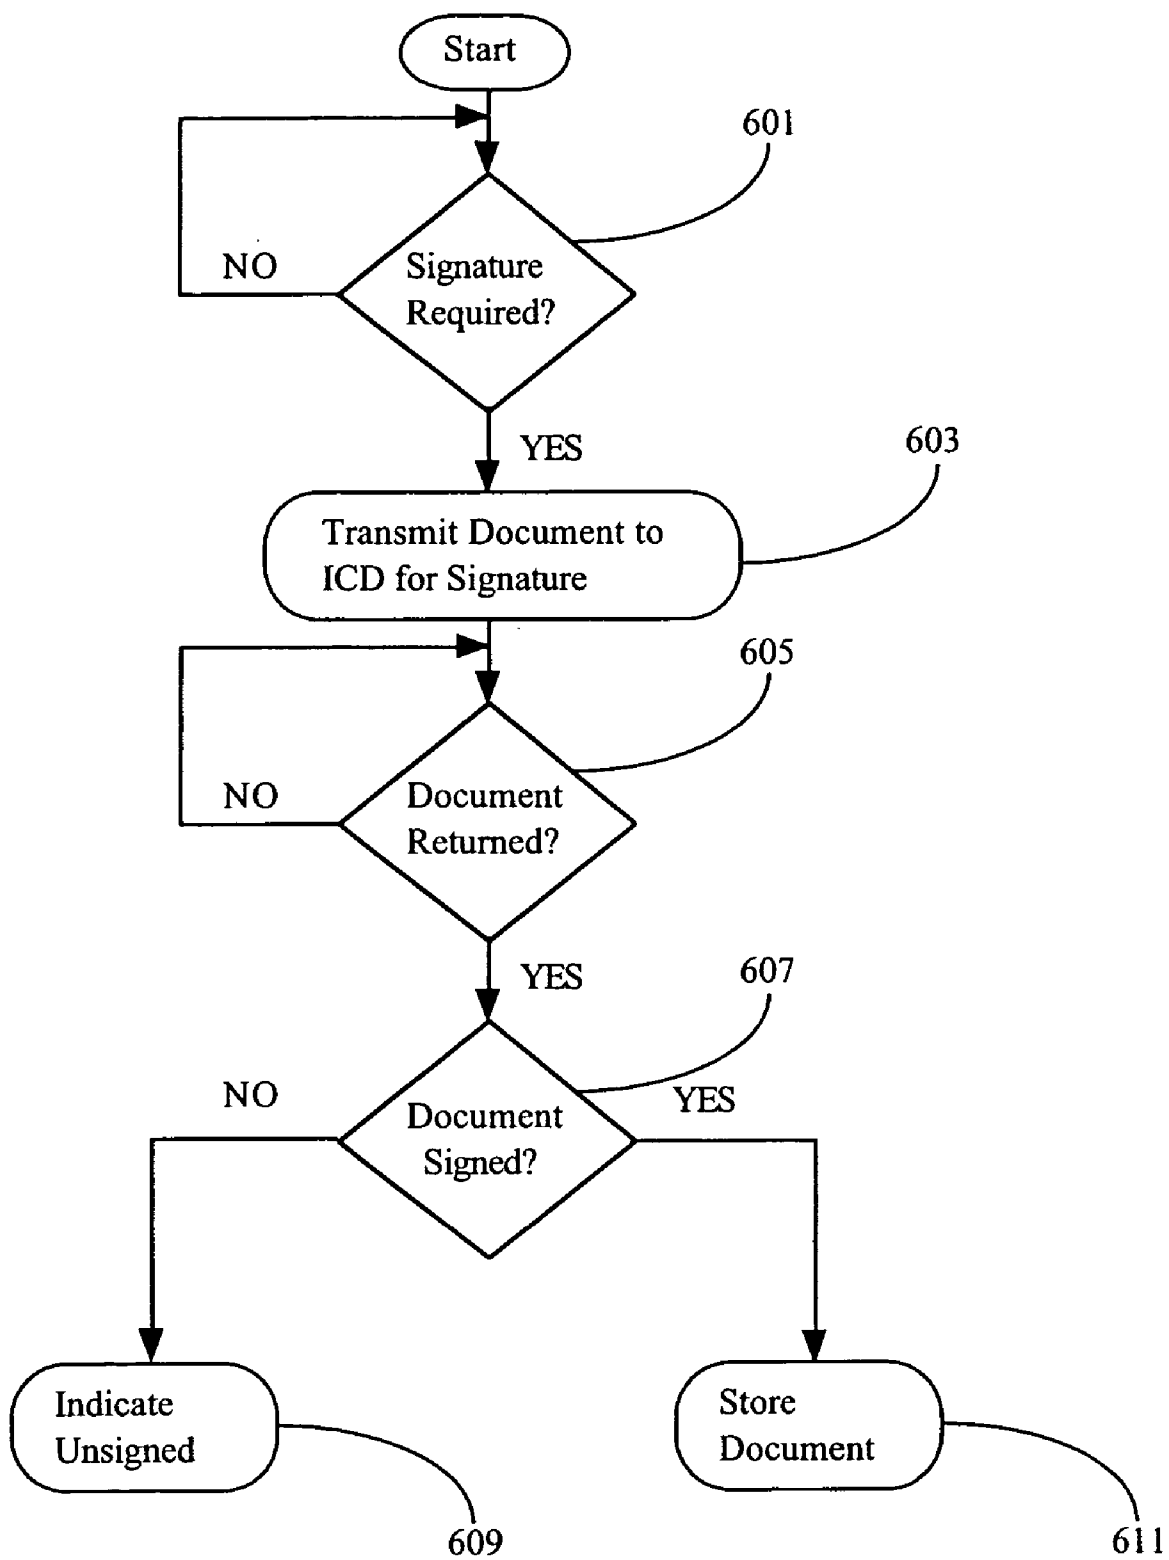 Start
601
NO
Signature
Required?
YES
603
Transmit Document to
ICD for Signature
605
NO
Document
Returned?
YES
607
NO
YES
Document
Signed?
Indicate
Unsigned
Store
Document
609
611